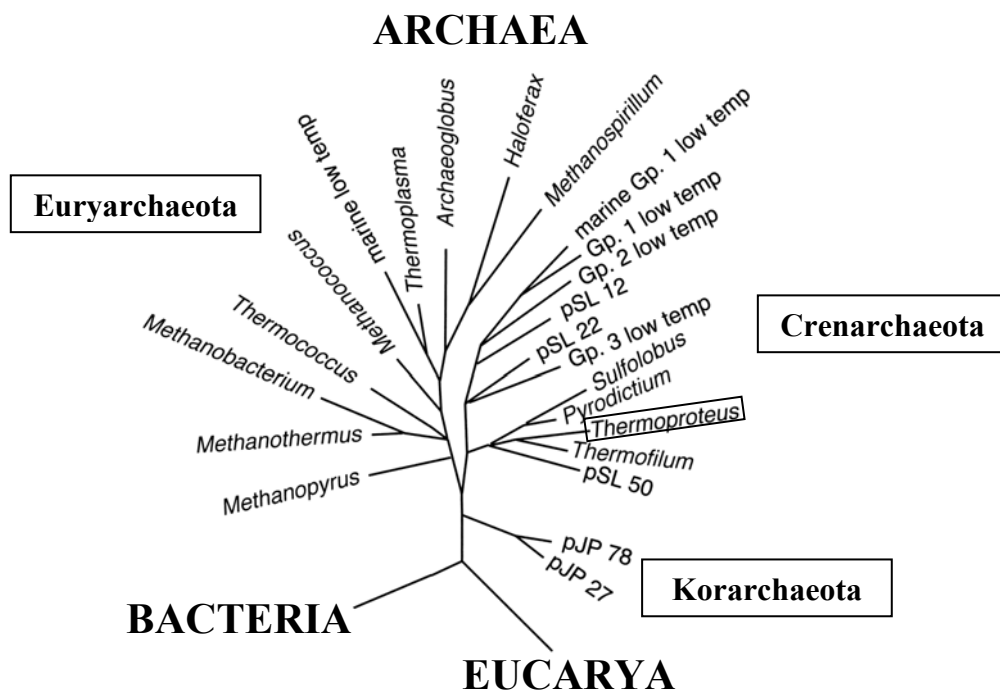 ARCHAEA
Euryarchaeota
marine low temp
Thermoplasma
Archaeoglobus
Haloferax
Methanospirillum
marine Gp. 1 low temp
Gp. 1 low temp
Gp. 2 low temp
pSL 12
pSL 22
Gp. 3 low temp
Crenarchaeota
Methanococcus
Thermococcus
Methanobacterium
Methanothermus
Methanopyrus
Sulfolobus
Pyrodictium
Thermoproteus
Thermofilum
pSL 50
pJP 78
pJP 27
Korarchaeota
BACTERIA
EUCARYA